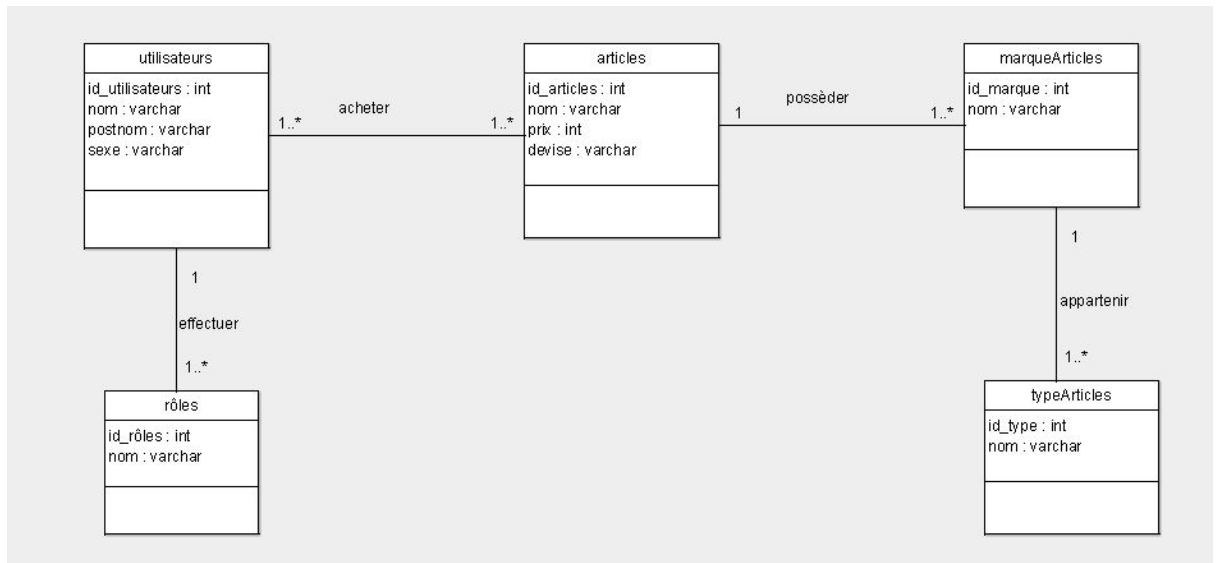 utilisateurs
id_utilisateurs : int
nom : varchar
postnom : varchar
sexe : varchar
1..*
acheter
1..*
articles
id_articles : int
nom : varchar
prix : int
devise : varchar
1
possèder
1..*
marqueArticles
id_marque : int
nom : varchar
1
effectuer
1..*
rôles
id_rôles : int
nom : varchar
1
appartenir
1..*
typeArticles
id_type : int
nom : varchar